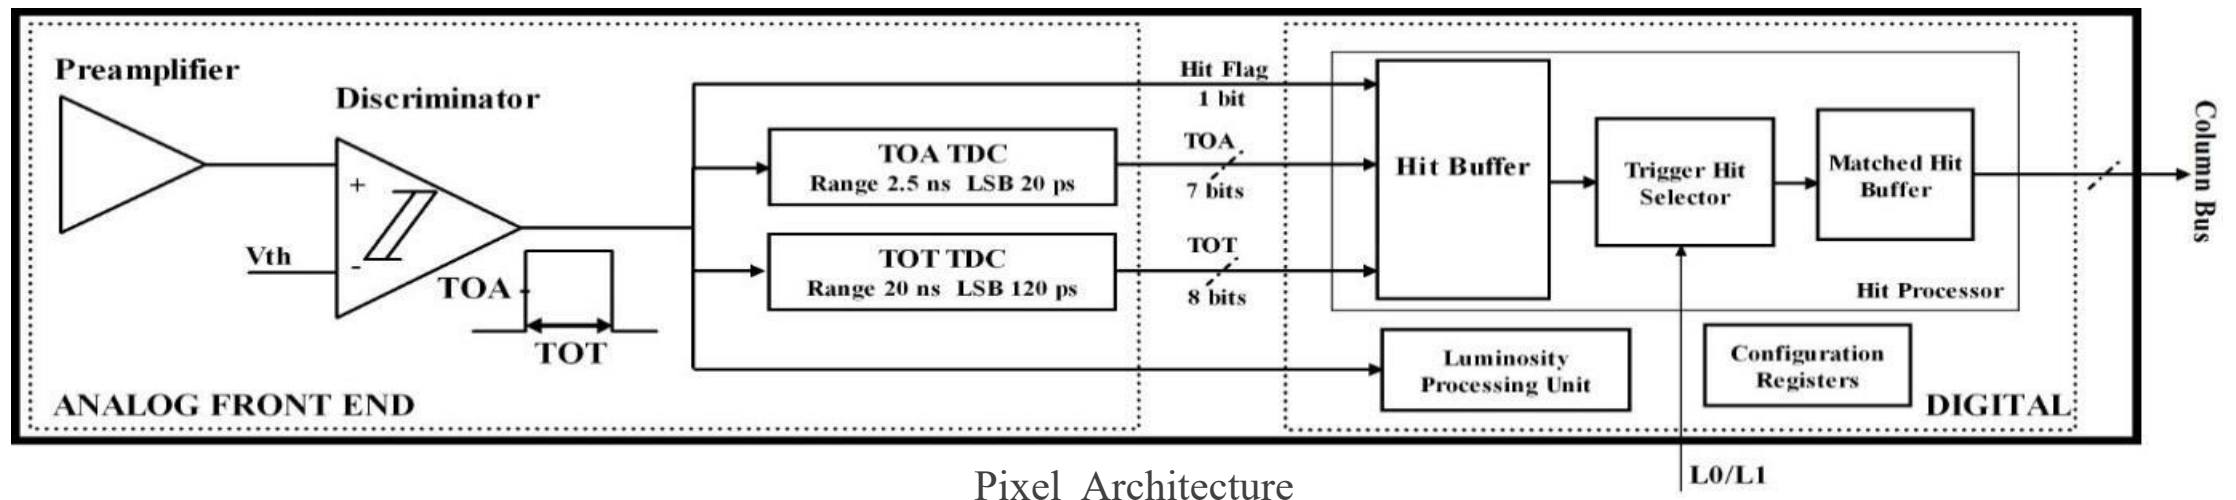 Preamplifier
Discriminator
+
-
Vth
TOA
TOT
TOA TDC
Range 2.5 ns LSB 20 ps
TOT TDC
Range 20 ns LSB 120 ps
ANALOG FRONT END
Hit Flag
1 bit
TOA
7 bits
TOT
8 bits
Hit Buffer
Trigger Hit
Selector
Matched Hit
Buffer
Hit Processor
Luminosity
Processing Unit
Configuration
Registers
DIGITAL
Column Bus
L0/L1
Pixel Architecture